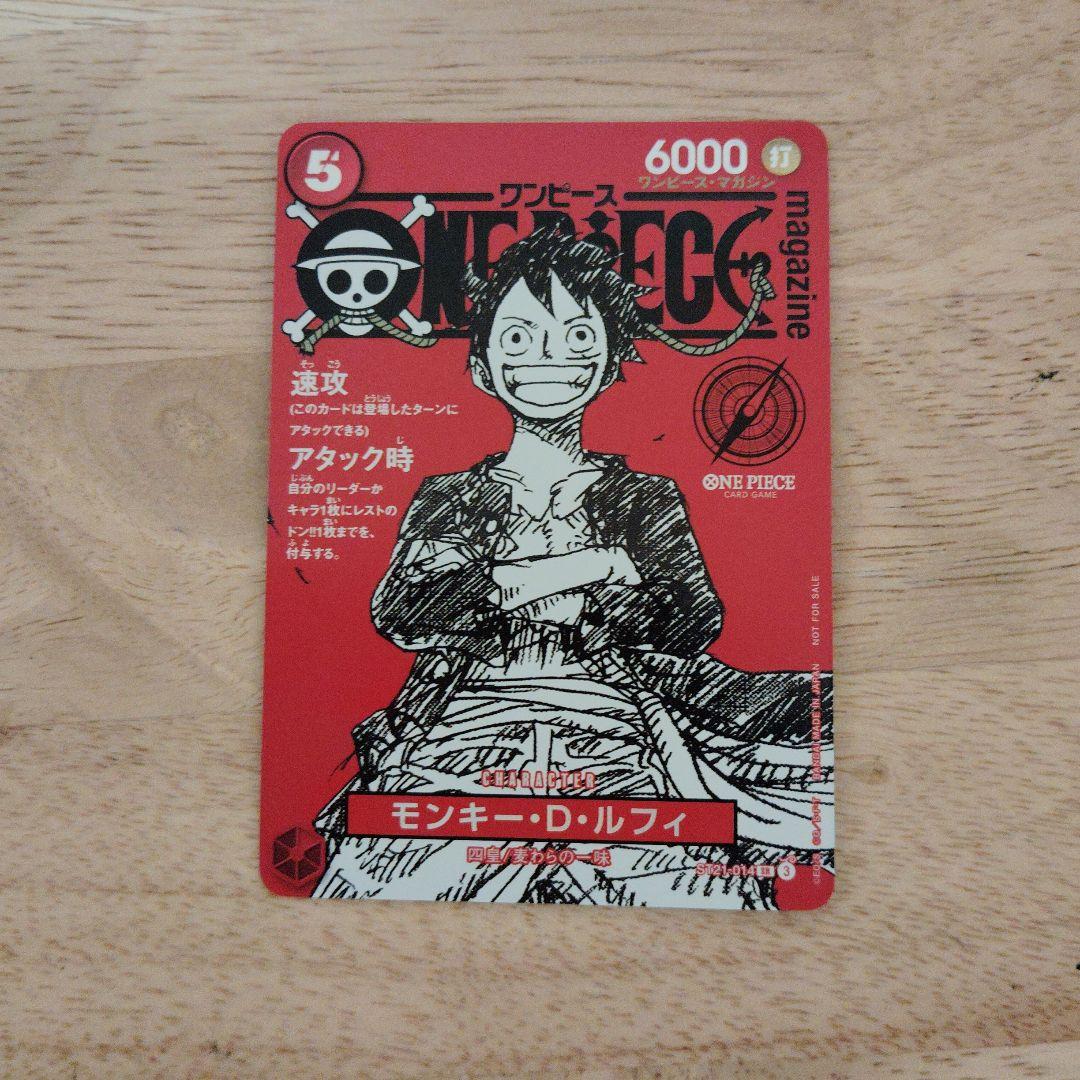 5
6000 打
ワンピース・マガジン
ワンピース
ONE PIECE
magazine
速攻
(このカードは登場したターンに
アタックできる)
アタック時
自分のリーダーか
キャラ1枚にレストの
ドン!!1枚までを、
付与する。
ONE PIECE
CARD GAME
CHARACTER
モンキー・D・ルフィ
四皇/麦わらの一味
ST21-014 SR 3
BANDAI MADE IN JAPAN NOT FOR SALE